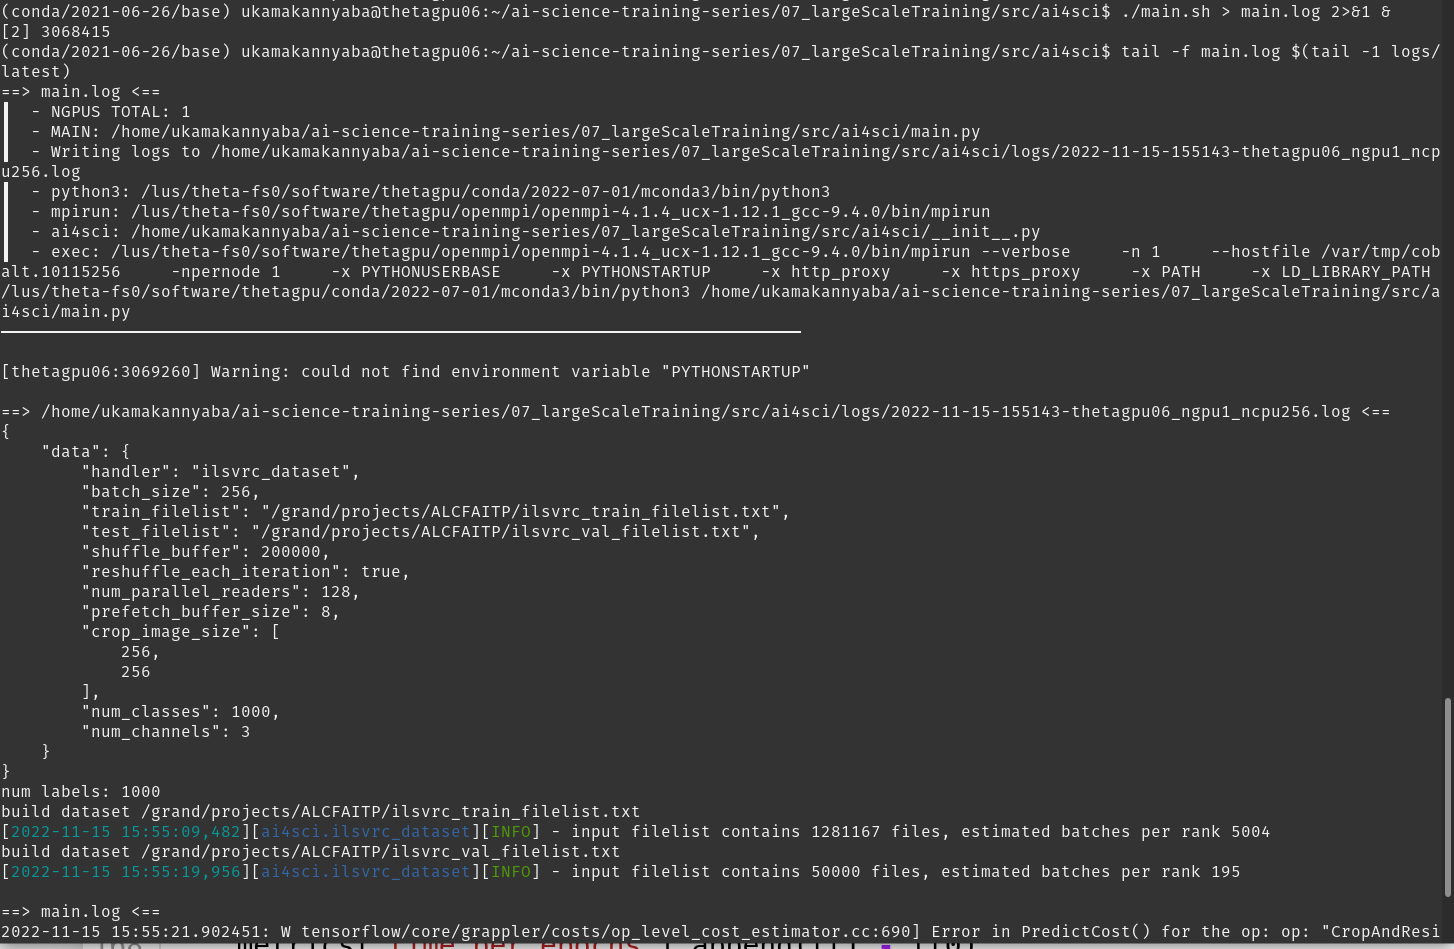 (conda/2021-06-26/base) ukamakannyaba@thetagpu06:~/ai-science-training-series/07_largeScaleTraining/src/ai4sci$ ./main.sh > main.log 2>&1 &
[2] 3068415
(conda/2021-06-26/base) ukamakannyaba@thetagpu06:~/ai-science-training-series/07_largeScaleTraining/src/ai4sci$ tail -f main.log $(tail -1 logs/
latest)
==> main.log <==
- NGPUS TOTAL: 1
- MAIN: /home/ukamakannyaba/ai-science-training-series/07_largeScaleTraining/src/ai4sci/main.py
- Writing logs to /home/ukamakannyaba/ai-science-training-series/07_largeScaleTraining/src/ai4sci/logs/2022-11-15-155143-thetagpu06_ngpu1_ncp
u256.log
- python3: /lus/theta-fs0/software/thetagpu/conda/2022-07-01/mconda3/bin/python3
- mpirun: /lus/theta-fs0/software/thetagpu/openmpi/openmpi-4.1.4_ucx-1.12.1_gcc-9.4.0/bin/mpirun
- ai4sci: /home/ukamakannyaba/ai-science-training-series/07_largeScaleTraining/src/ai4sci/__init__.py
- exec: /lus/theta-fs0/software/thetagpu/openmpi/openmpi-4.1.4_ucx-1.12.1_gcc-9.4.0/bin/mpirun --verbose     -n 1     --hostfile /var/tmp/cob
alt.10115256     -npernode 1     -x PYTHONUSERBASE     -x PYTHONSTARTUP     -x http_proxy     -x https_proxy     -x PATH     -x LD_LIBRARY_PATH
/lus/theta-fs0/software/thetagpu/conda/2022-07-01/mconda3/bin/python3 /home/ukamakannyaba/ai-science-training-series/07_largeScaleTraining/src/a
i4sci/main.py
[thetagpu06:3069260] Warning: could not find environment variable "PYTHONSTARTUP"
==> /home/ukamakannyaba/ai-science-training-series/07_largeScaleTraining/src/ai4sci/logs/2022-11-15-155143-thetagpu06_ngpu1_ncpu256.log <==
{
    "data": {
        "handler": "ilsvrc_dataset",
        "batch_size": 256,
        "train_filelist": "/grand/projects/ALCFAITP/ilsvrc_train_filelist.txt",
        "test_filelist": "/grand/projects/ALCFAITP/ilsvrc_val_filelist.txt",
        "shuffle_buffer": 200000,
        "reshuffle_each_iteration": true,
        "num_parallel_readers": 128,
        "prefetch_buffer_size": 8,
        "crop_image_size": [
            256,
            256
        ],
        "num_classes": 1000,
        "num_channels": 3
    }
}
num labels: 1000
build dataset /grand/projects/ALCFAITP/ilsvrc_train_filelist.txt
[2022-11-15 15:55:09,482][ai4sci.ilsvrc_dataset][INFO] - input filelist contains 1281167 files, estimated batches per rank 5004
build dataset /grand/projects/ALCFAITP/ilsvrc_val_filelist.txt
[2022-11-15 15:55:19,956][ai4sci.ilsvrc_dataset][INFO] - input filelist contains 50000 files, estimated batches per rank 195
==> main.log <==
2022-11-15 15:55:21.902451: W tensorflow/core/grappler/costs/op_level_cost_estimator.cc:690] Error in PredictCost() for the op: op: "CropAndResi